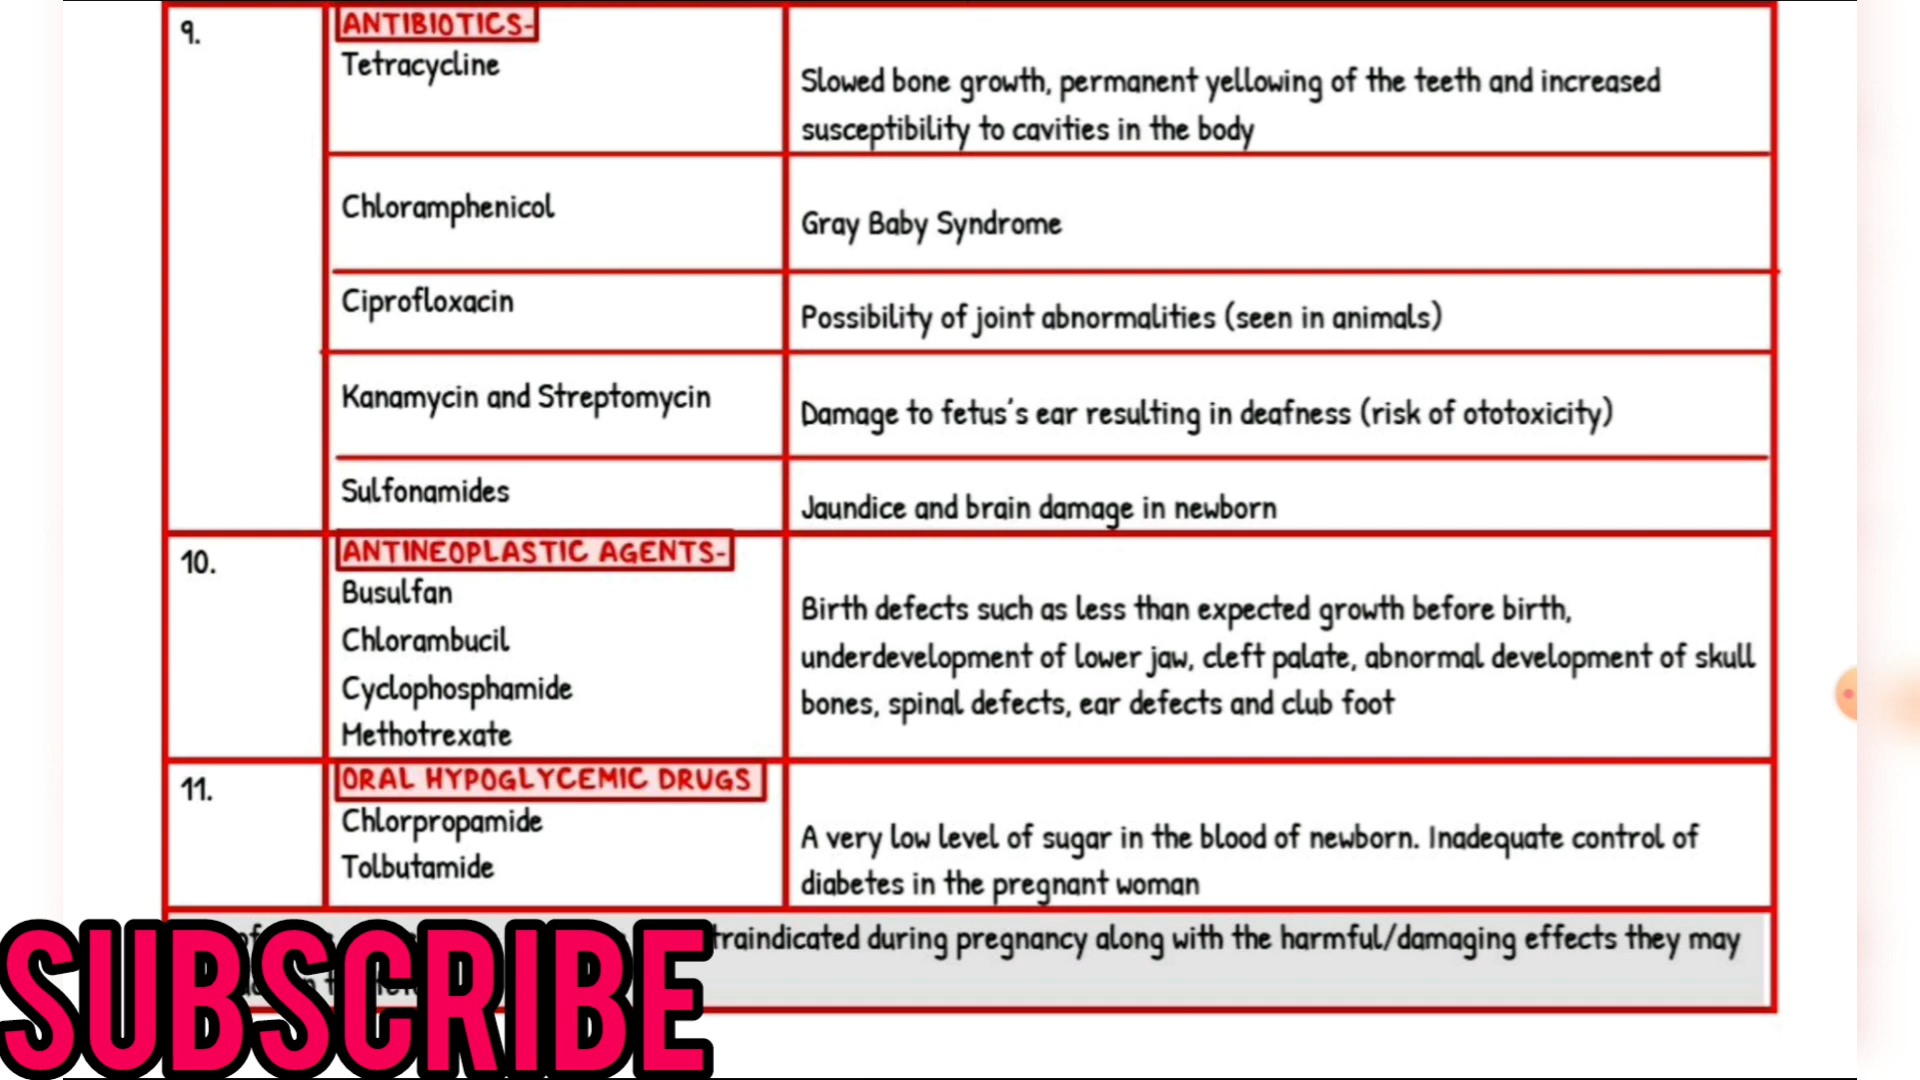 9.
ANTIBIOTICS-
Tetracycline
Slowed bone growth, permanent yellowing of the teeth and increased
susceptibility to cavities in the body
Chloramphenicol
Gray Baby Syndrome
Ciprofloxacin
Possibility of joint abnormalities (seen in animals)
Kanamycin and Streptomycin
Damage to fetus's ear resulting in deafness (risk of ototoxicity)
Sulfonamides
Jaundice and brain damage in newborn
10.
ANTINEOPLASTIC AGENTS-
Busulfan
Chlorambucil
Cyclophosphamide
Methotrexate
Birth defects such as less than expected growth before birth,
underdevelopment of lower jaw, cleft palate, abnormal development of skull
bones, spinal defects, ear defects and club foot
11.
ORAL HYPOGLYCEMIC DRUGS
Chlorpropamide
Tolbutamide
A very low level of sugar in the blood of newborn. Inadequate control of
diabetes in the pregnant woman
traindicated during pregnancy along with the harmful/damaging effects they may
SUBSCRIBE